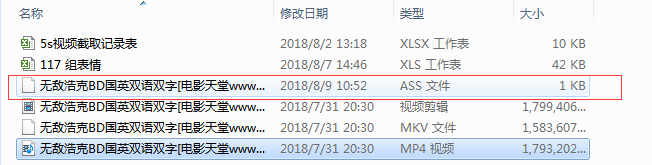 名称 修改日期 类型 大小
5s视频截取记录表 2018/8/2 13:18 XLSX 工作表 10 KB
117 组表情 2018/8/7 14:46 XLS 工作表 42 KB
无敌浩克BD国英双语双字[电影天堂www... 2018/8/9 10:52 ASS 文件 1 KB
无敌浩克BD国英双语双字[电影天堂www... 2018/7/31 20:30 视频剪辑 1,799,406...
无敌浩克BD国英双语双字[电影天堂www... 2018/7/31 20:30 MKV 文件 1,583,607...
无敌浩克BD国英双语双字[电影天堂www... 2018/7/31 20:30 MP4 视频 1,793,202...